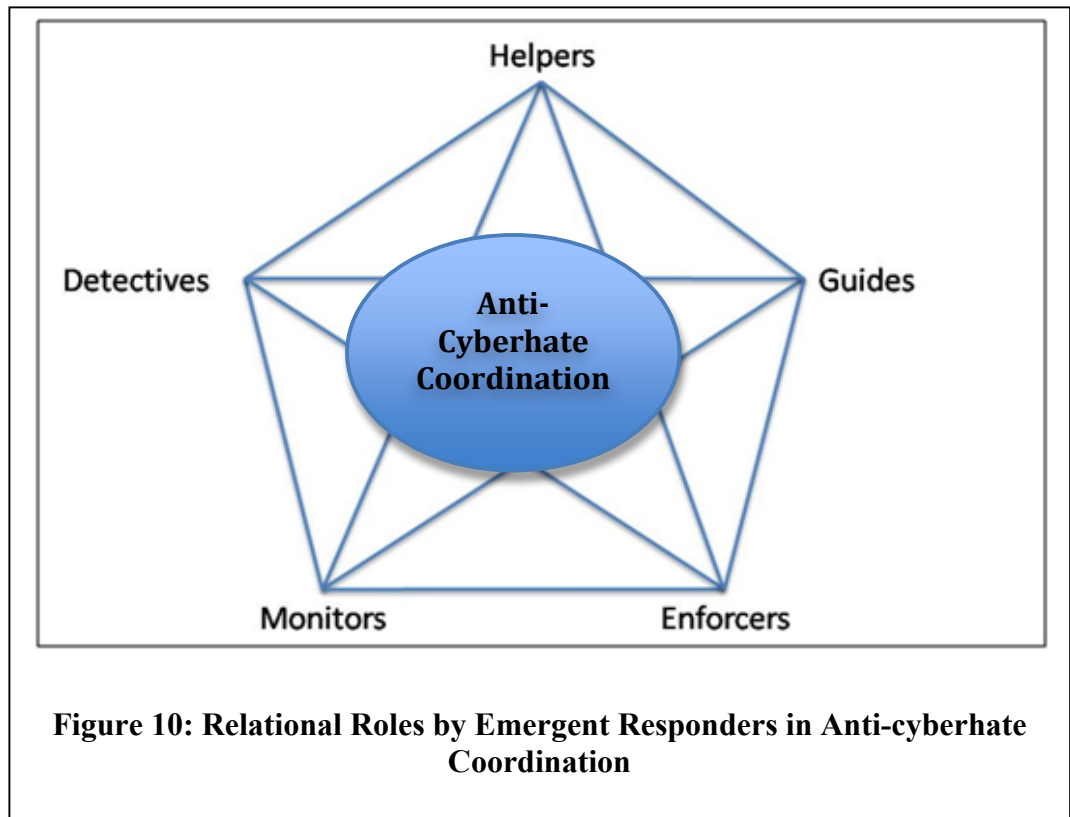 Helpers
Detectives
Guides
Anti-
Cyberhate
Coordination
Monitors
Enforcers
Figure 10: Relational Roles by Emergent Responders in Anti-cyberhate
Coordination